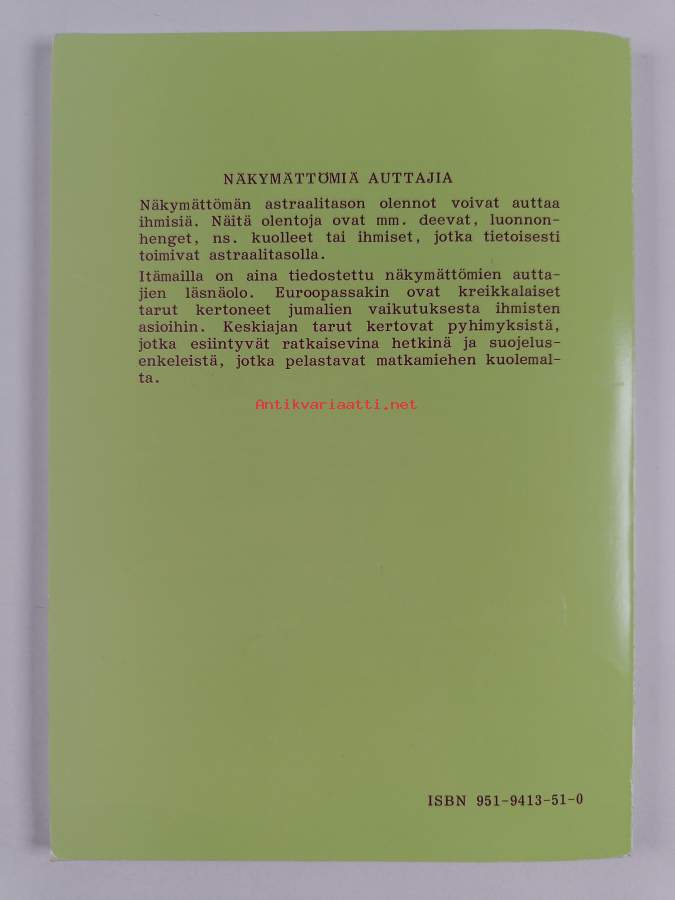 NÄKYMÄTTÖMIÄ AUTTAJIA
Näkymättömän astraalitason olennot voivat auttaa
ihmisiä. Näitä olentoja ovat mm. deevat, luonnon-
henget, ns. kuolleet tai ihmiset, jotka tietoisesti
toimivat astraalitasolla.
Itämailla on aina tiedostettu näkymättömien autta-
jien läsnäolo. Euroopassakin ovat kreikkalaiset
tarut kertoneet jumalien vaikutuksesta ihmisten
asioihin. Keskiajan tarut kertovat pyhimyksistä,
jotka esiintyvät ratkaisevina hetkinä ja suojelus-
enkeleistä, jotka pelastavat matkamiehen kuolemal-
ta.
Antikvariaatti.net
ISBN 951-9413-51-0